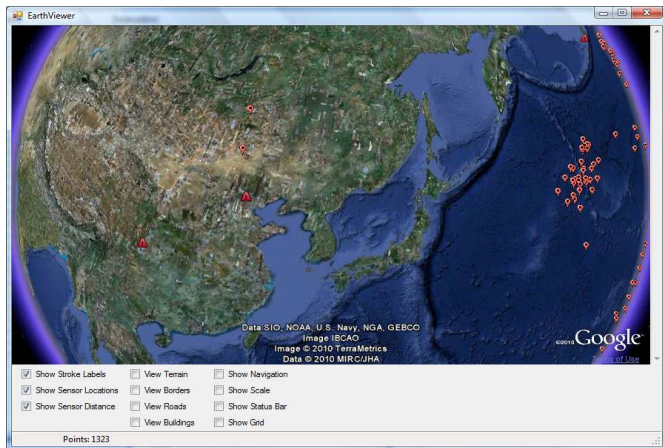 EarthViewer
Data SIO, NOAA, U.S. Navy, NGA, GEBCO
Image IBCAO
Image © 2010 TerraMetrics
Data © 2010 MIRC/JHA
©2010 Google
Terms of Use
Show Stroke Labels
View Terrain
Show Navigation
Show Sensor Locations
View Borders
Show Scale
Show Sensor Distance
View Roads
Show Status Bar
View Buildings
Show Grid
Points: 1323